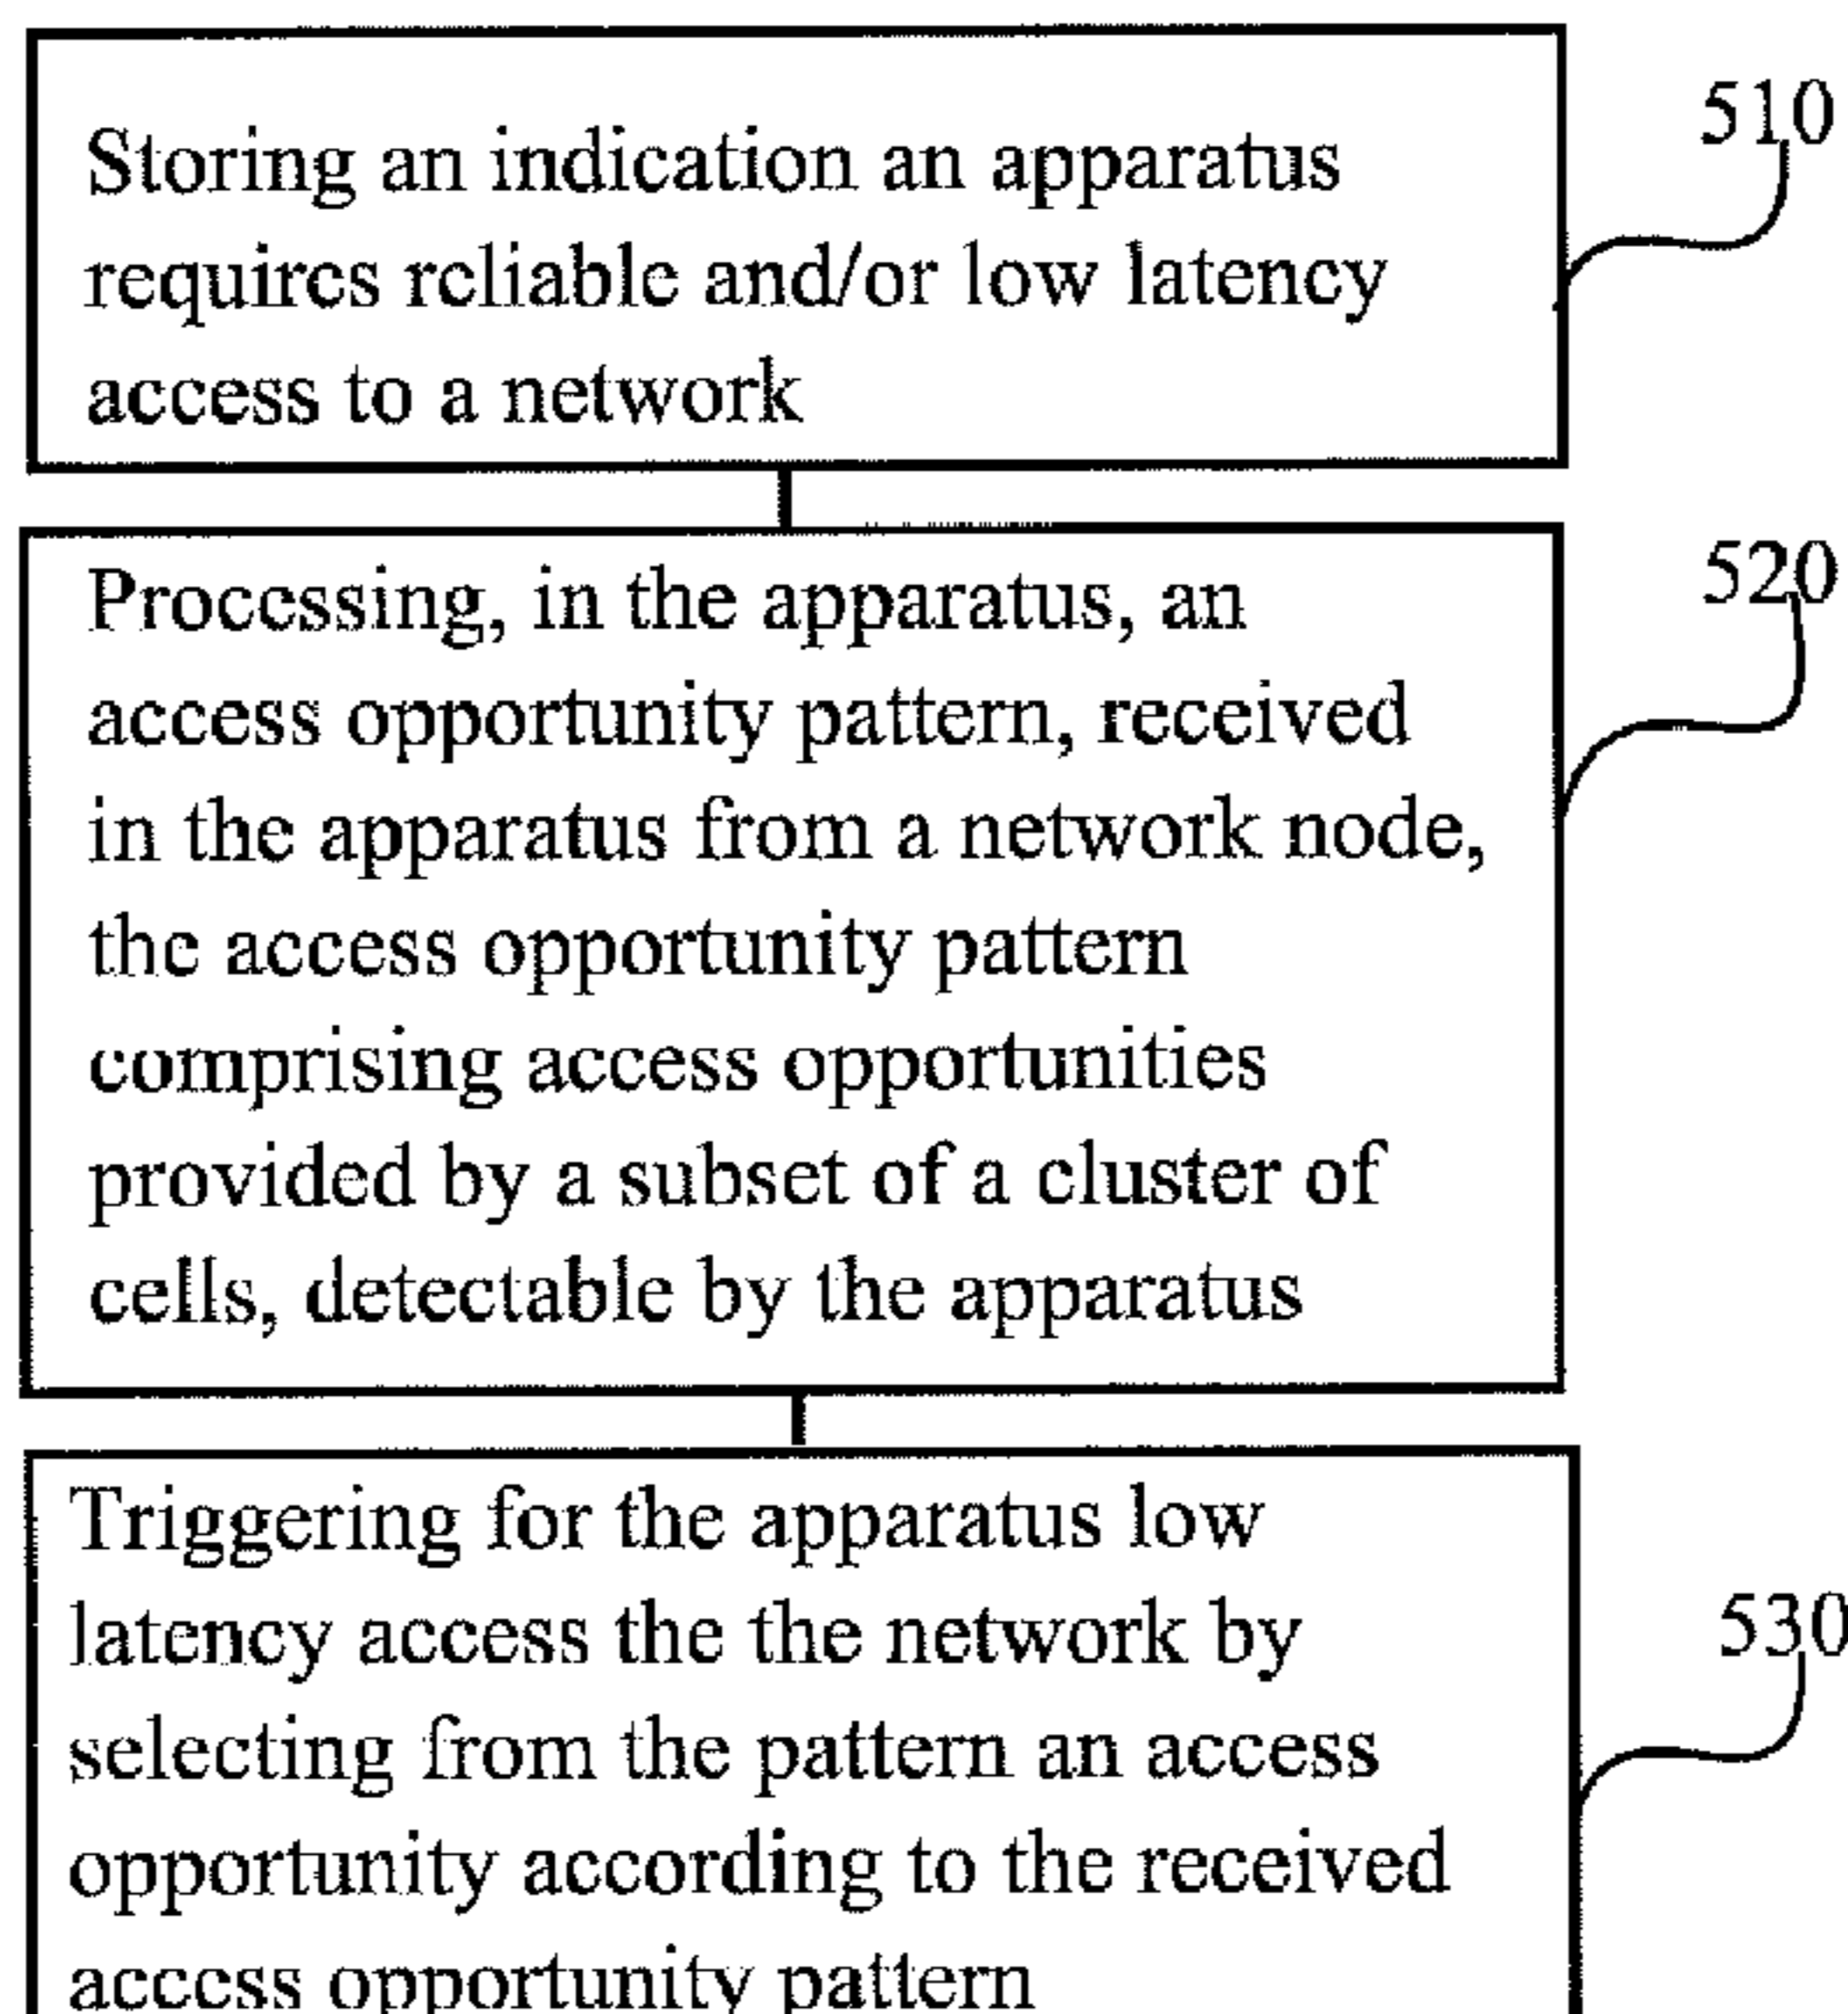 510
Storing an indication an apparatus
requires reliable and/or low latency
access to a network
520
Processing, in the apparatus, an
access opportunity pattern, received
in the apparatus from a network node,
the access opportunity pattern
comprising access opportunities
provided by a subset of a cluster of
cells, detectable by the apparatus
530
Triggering for the apparatus low
latency access the the network by
selecting from the pattern an access
opportunity according to the received
access opportunity pattern